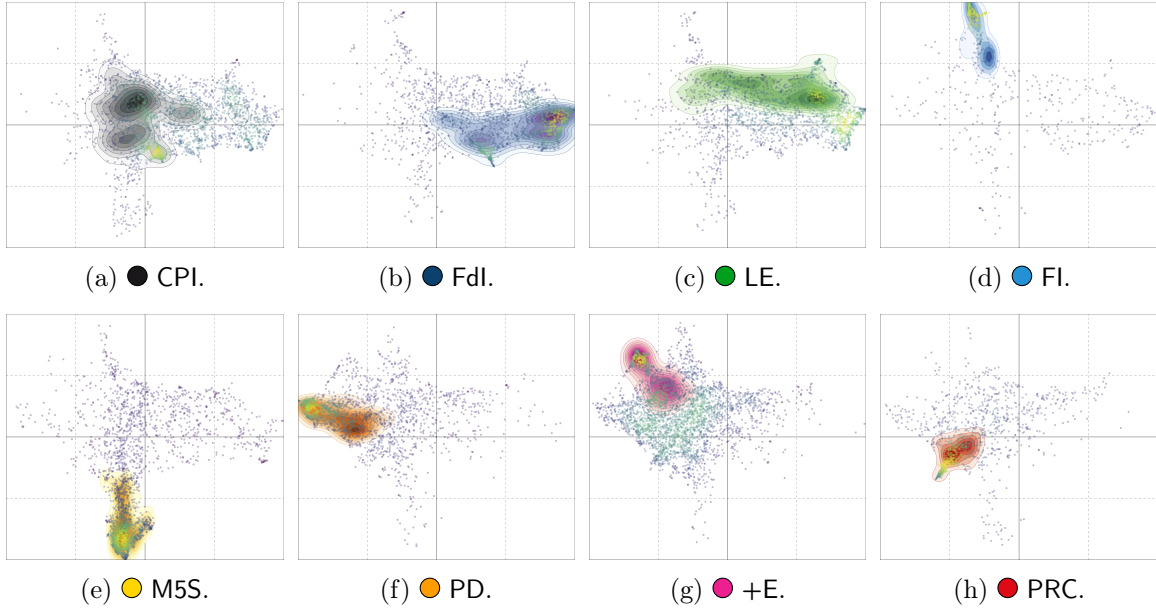 (a) CPI.
(b) FdI.
(c) LE.
(d) FI.
(e) M5S.
(f) PD.
(g) +E.
(h) PRC.